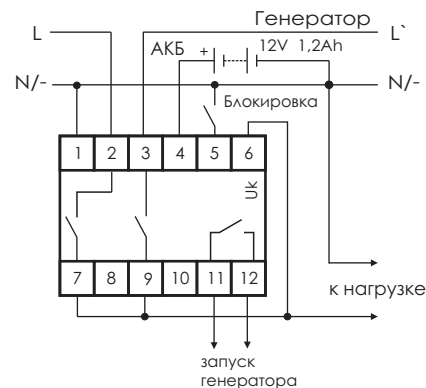 Генератор
L
АКБ + 12V 1,2Ah
L`
N/-
N/-
Блокировка
1 2 3 4 5 6
Uk
7 8 9 10 11 12
к нагрузке
запуск
генератора